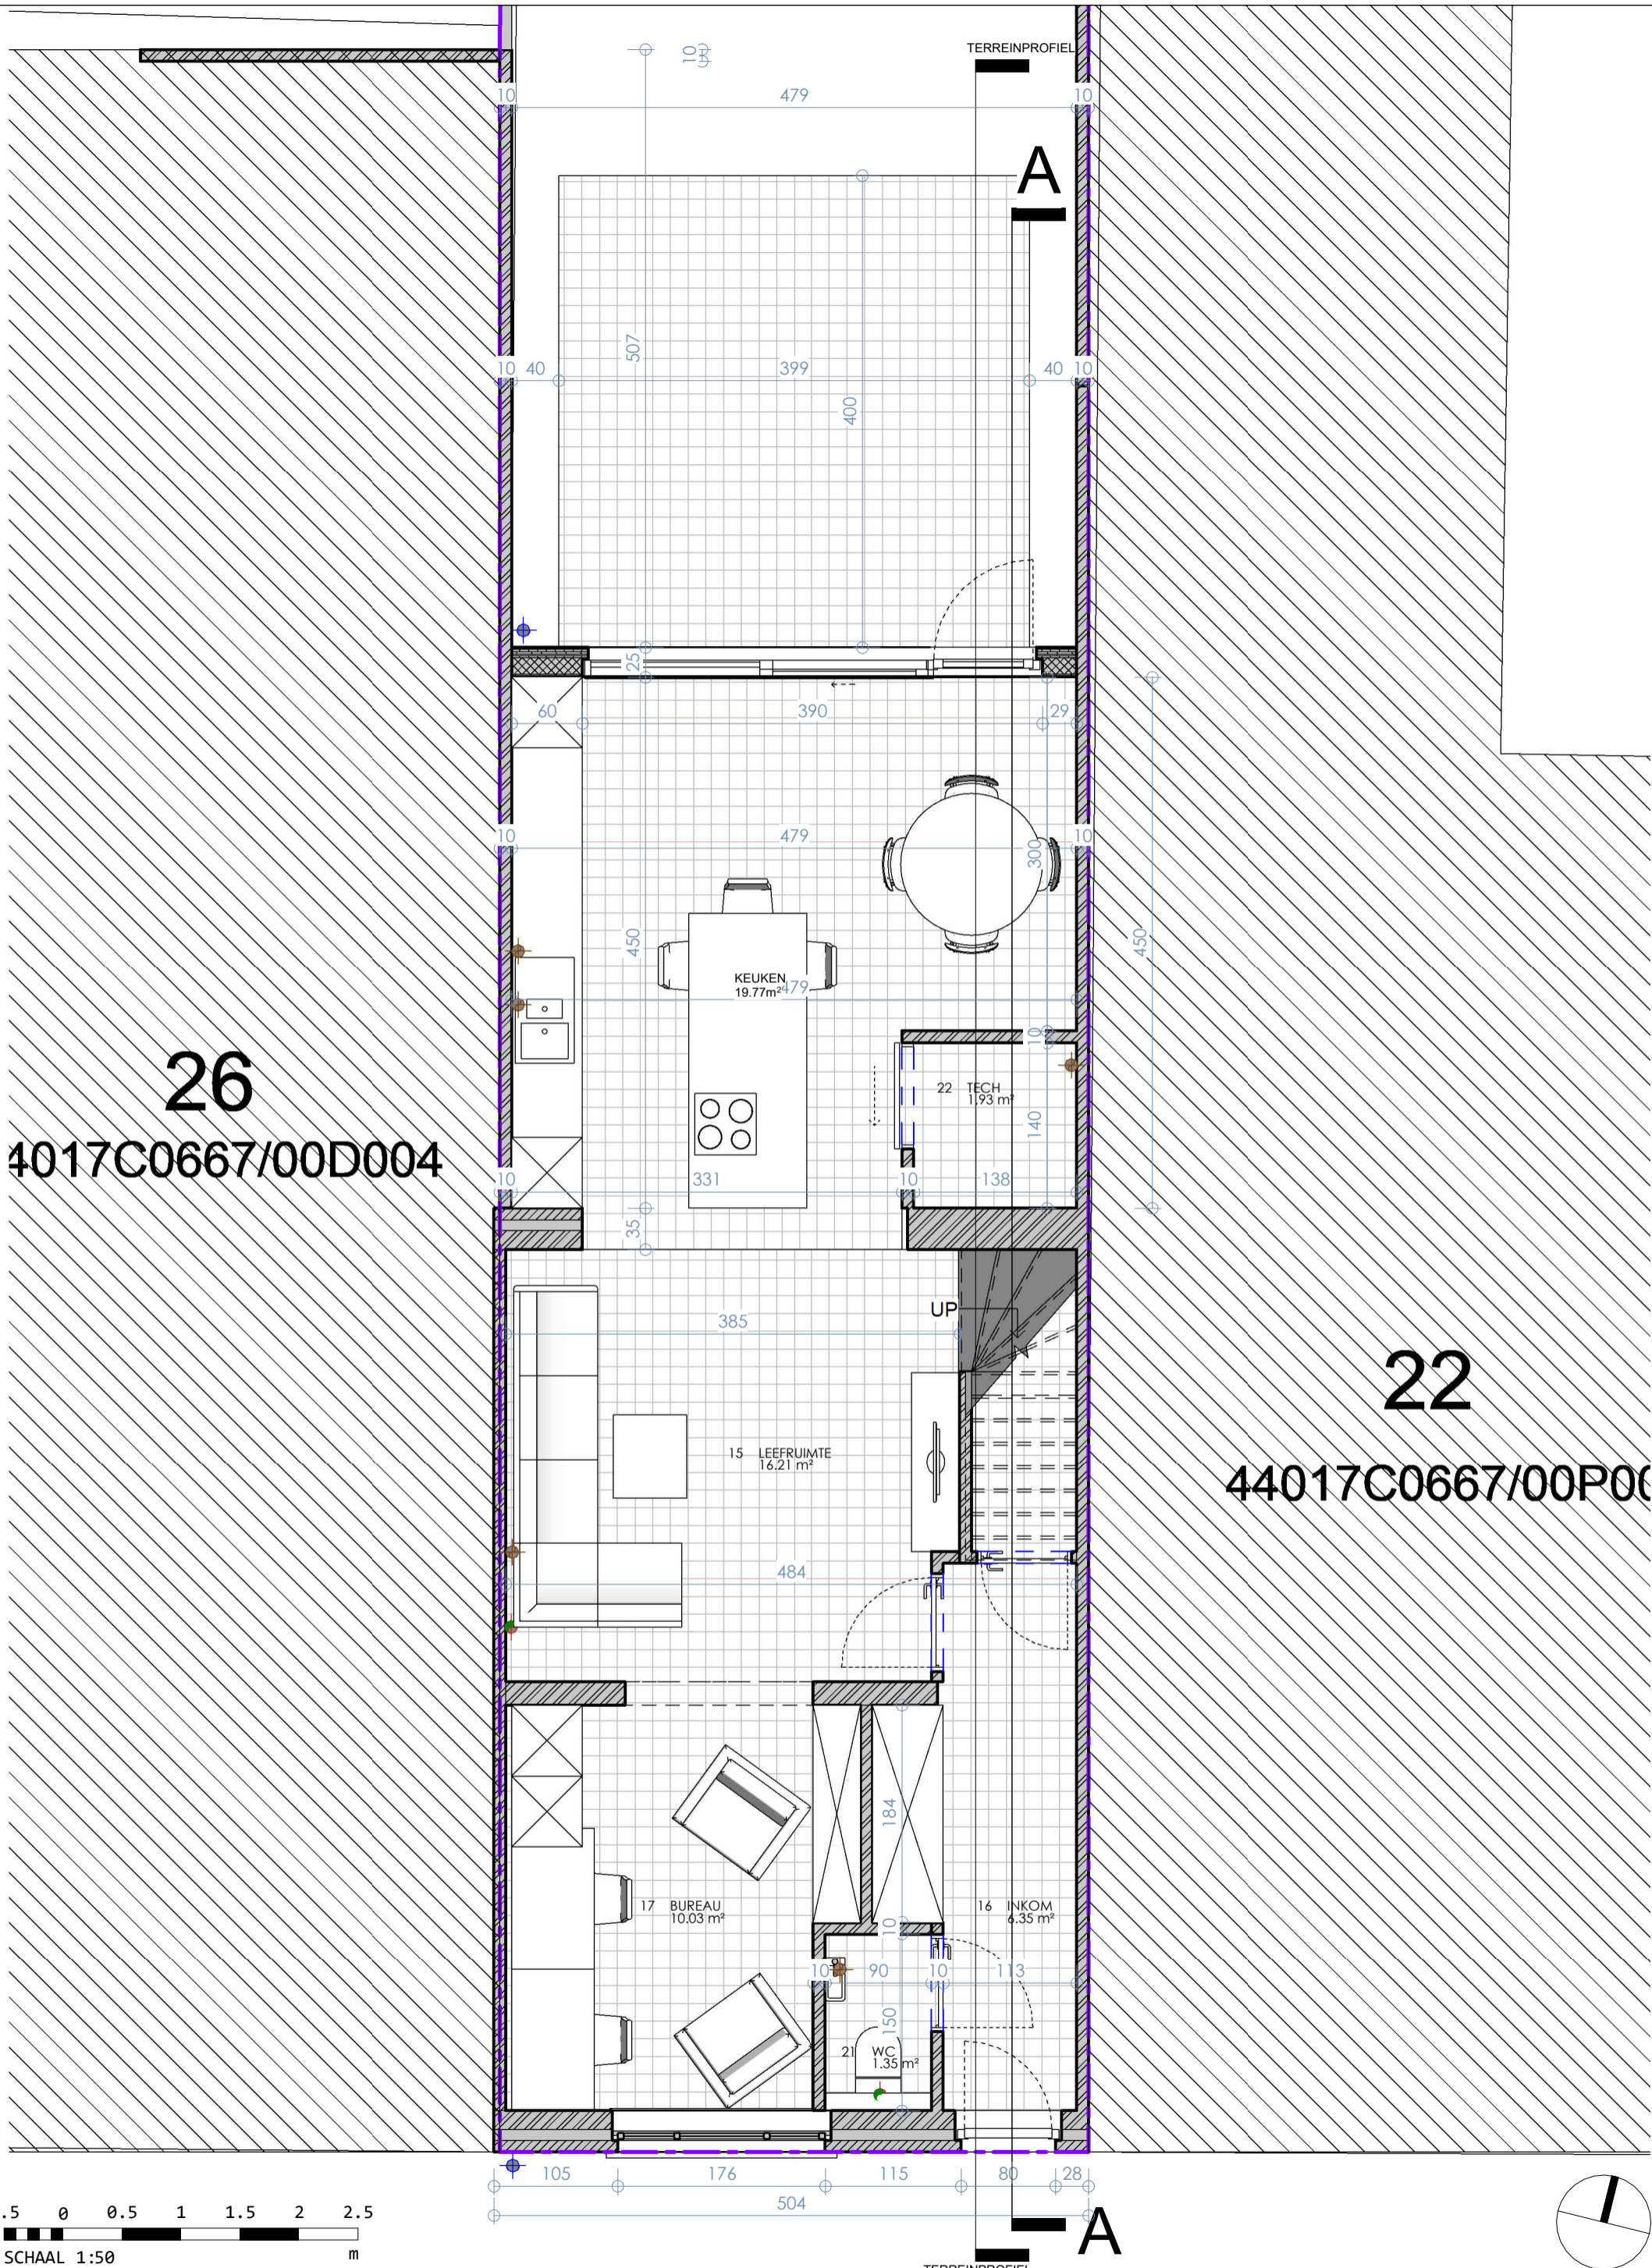 TERREINPROFIEL
10
10 479 10
A
507
10 40 399 40 10
400
25
60 390 29
10 479 10
300
450
450
KEUKEN
19.77m² 479
10
22 TECH
1.93 m²
140
26
44017C0667/00D004
10 331 10 138
35
UP
385
22
15 LEEFRUIMTE
16.21 m²
44017C0667/00P00
484
184
17 BUREAU
10.03 m²
16 INKOM
6.35 m²
10
10 90 10 113
150
21 WC
1.35 m²
105 176 115 80 28
504
.5 0 0.5 1 1.5 2 2.5
SCHAAL 1:50 m
A
TERREINPROFIEL